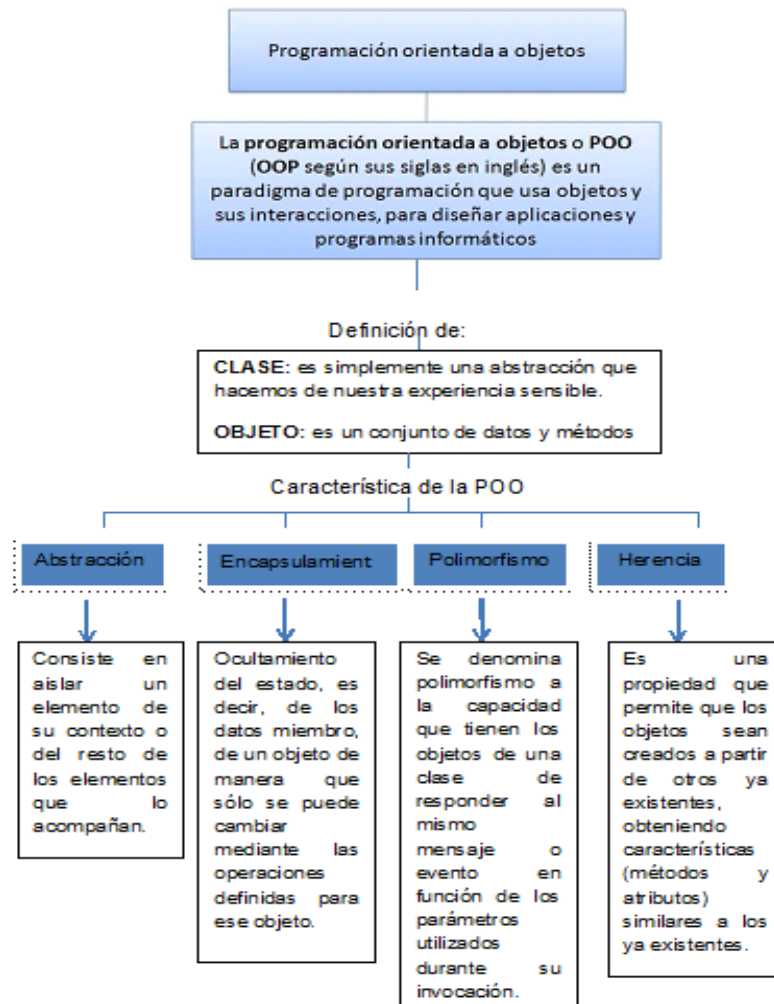 Programación orientada a objetos
La programación orientada a objetos o POO
(OOP según sus siglas en inglés) es un
paradigma de programación que usa objetos y
sus interacciones, para diseñar aplicaciones y
programas informáticos
Definición de:
CLASE: es simplemente una abstracción que
hacemos de nuestra experiencia sensible.
OBJETO: es un conjunto de datos y métodos
Característica de la POO
Abstracción
Encapsulamient
Polimorfismo
Herencia
Consiste en
aislar un
elemento de
su contexto o
del resto de
los elementos
que lo
acompañan.
Ocultamiento
del estado, es
decir, de los
datos miembro,
de un objeto de
manera que
sólo se puede
cambiar
mediante las
operaciones
definidas para
ese objeto.
Se denomina
polimorfismo a
la capacidad
que tienen los
objetos de una
clase de
responder al
mismo
mensaje o
evento en
función de los
parámetros
utilizados
durante su
invocación.
Es una
propiedad que
permite que los
objetos sean
creados a partir
de otros ya
existentes,
obteniendo
características
(métodos y
atributos)
similares a los
ya existentes.